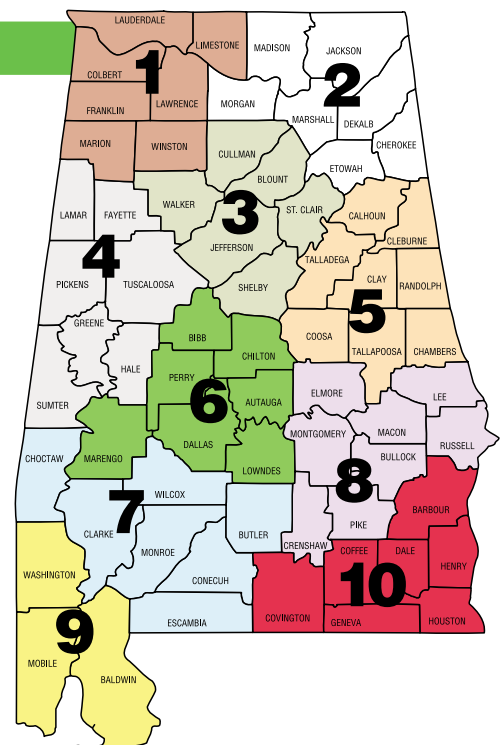 LAUDERDALE
LIMESTONE
MADISON
JACKSON
COLBERT
1
2
FRANKLIN
LAWRENCE
MORGAN
MARSHALL
DEKALB
MARION
WINSTON
CULLMAN
CHEROKEE
ETOWAH
BLOUNT
WALKER
3
ST. CLAIR
LAMAR
FAYETTE
CALHOUN
JEFFERSON
CLEBURNE
4
TALLADEGA
PICKENS
TUSCALOOSA
SHELBY
CLAY
RANDOLPH
5
GREENE
BIBB
COOSA
CHILTON
TALLAPOOSA
CHAMBERS
HALE
PERRY
ELMORE
LEE
SUMTER
6
AUTAUGA
MONTGOMERY
MACON
DALLAS
RUSSELL
CHOCTAW
MARENGO
LOWNDES
BULLOCK
8
WILCOX
7
BARBOUR
CLARKE
BUTLER
PIKE
CRENSHAW
MONROE
COFFEE
DALE
WASHINGTON
CONECUH
HENRY
10
COVINGTON
ESCAMBIA
GENEVA
HOUSTON
9
MOBILE
BALDWIN